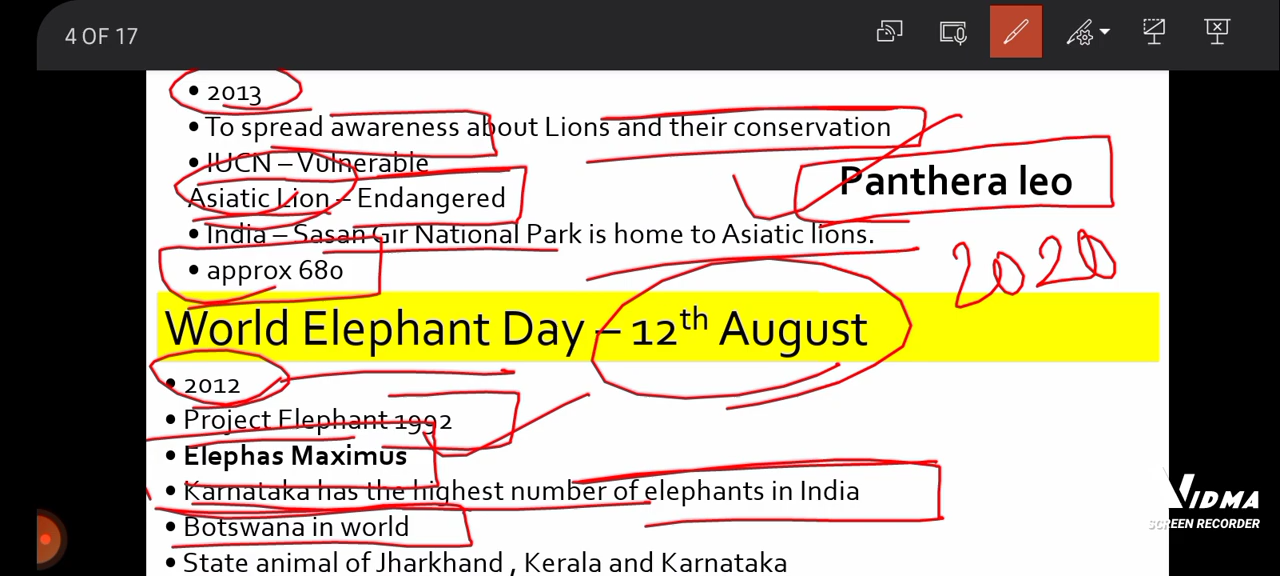 4 OF 17
• 2013
• To spread awareness about Lions and their conservation
• IUCN – Vulnerable
Asiatic Lion – Endangered
Panthera leo
• India – Sasan Gir National Park is home to Asiatic lions.
• approx 680
2020
World Elephant Day – 12th August
• 2012
• Project Elephant 1992
• Elephas Maximus
• Karnataka has the highest number of elephants in India
• Botswana in world
• State animal of Jharkhand , Kerala and Karnataka
VIDMA
SCREEN RECORDER